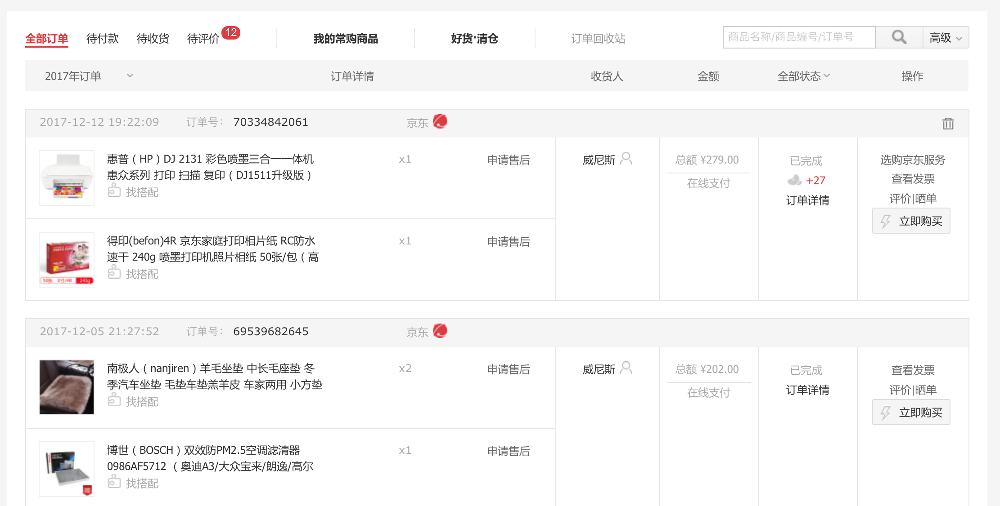 全部订单 待付款 待收货 待评价 12 我的常购商品 好货·清仓 订单回收站 商品名称/商品编号/订单号 高级
2017年订单 订单详情 收货人 金额 全部状态 操作
2017-12-12 19:22:09 订单号： 70334842061 京东
惠普（HP）DJ 2131 彩色喷墨三合一一体机 x1 申请售后 威尼斯 总额 ¥279.00 已完成 选购京东服务
惠众系列 打印 扫描 复印（DJ1511升级版） 在线支付 +27 查看发票
找搭配 订单详情 评价|晒单
立即购买
得印(befon)4R 京东家庭打印相片纸 RC防水 x1 申请售后
速干 240g 喷墨打印机照片相纸 50张/包（高
找搭配
50张 6寸/4R 240g
2017-12-05 21:27:52 订单号： 69539682645 京东
南极人（nanjiren）羊毛坐垫 中长毛座垫 冬 x2 申请售后 威尼斯 总额 ¥202.00 已完成 查看发票
季汽车坐垫 毛垫车垫羔羊皮 车家两用 小方垫 在线支付 订单详情 评价|晒单
找搭配 立即购买
博世（BOSCH）双效防PM2.5空调滤清器 x1 申请售后
0986AF5712 （奥迪A3/大众宝来/朗逸/高尔
找搭配